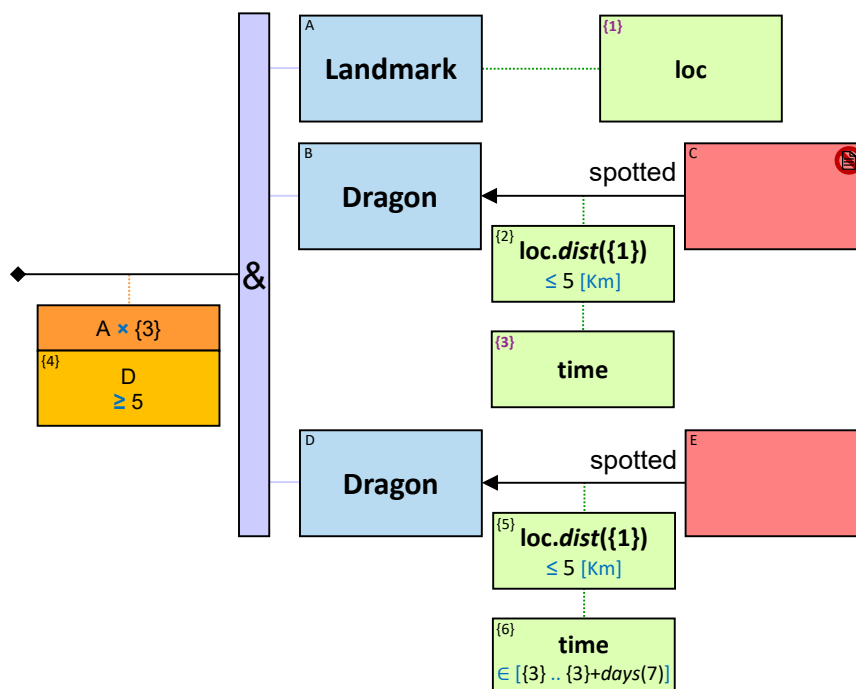 A
Landmark
{1}
loc
B
Dragon
spotted
C
{2}
loc.dist({1})
≤ 5 [Km]
{3}
time
&
A × {3}
{4}
D
≥ 5
D
Dragon
spotted
E
{5}
loc.dist({1})
≤ 5 [Km]
{6}
time
∈ [{3} .. {3}+days(7)]